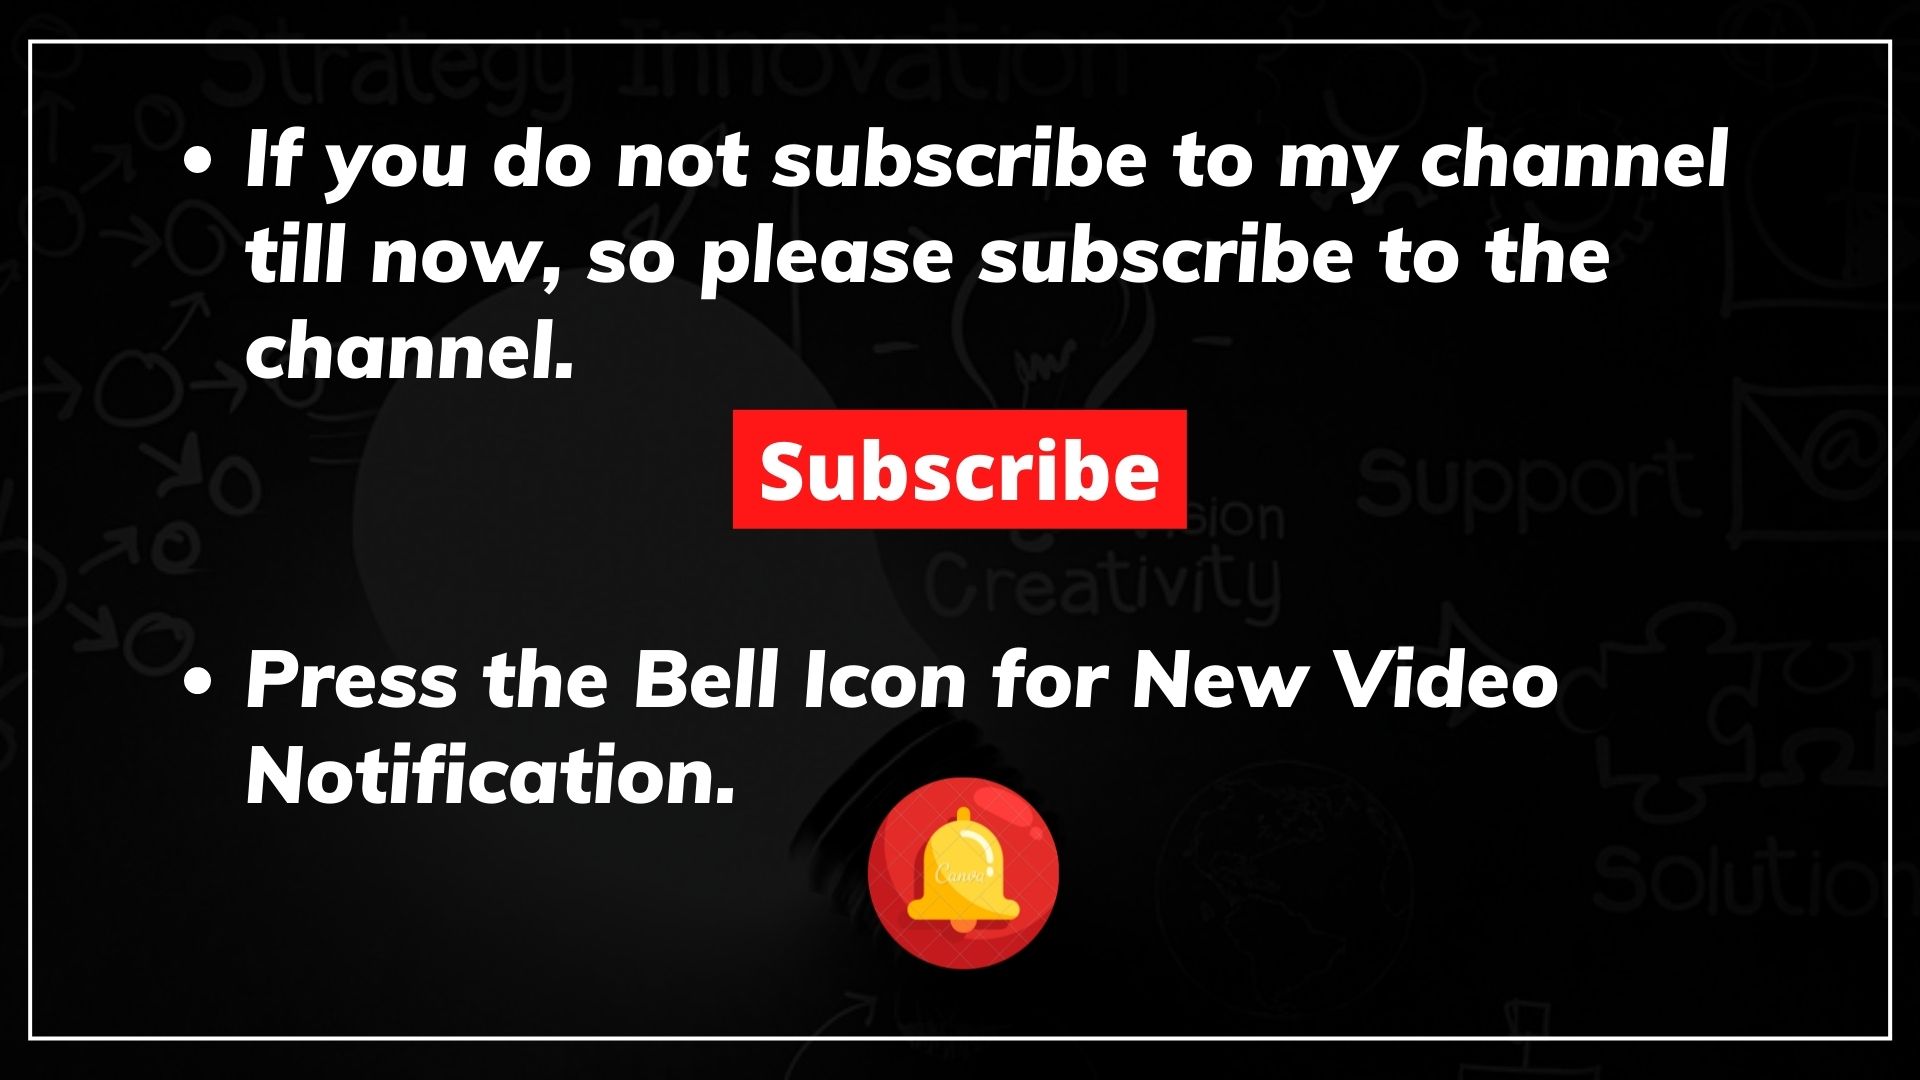 Strategy Innovation
• If you do not subscribe to my channel
till now, so please subscribe to the
channel.
Subscribe
Support
Creativity
• Press the Bell Icon for New Video
Notification.
Canva
Solution